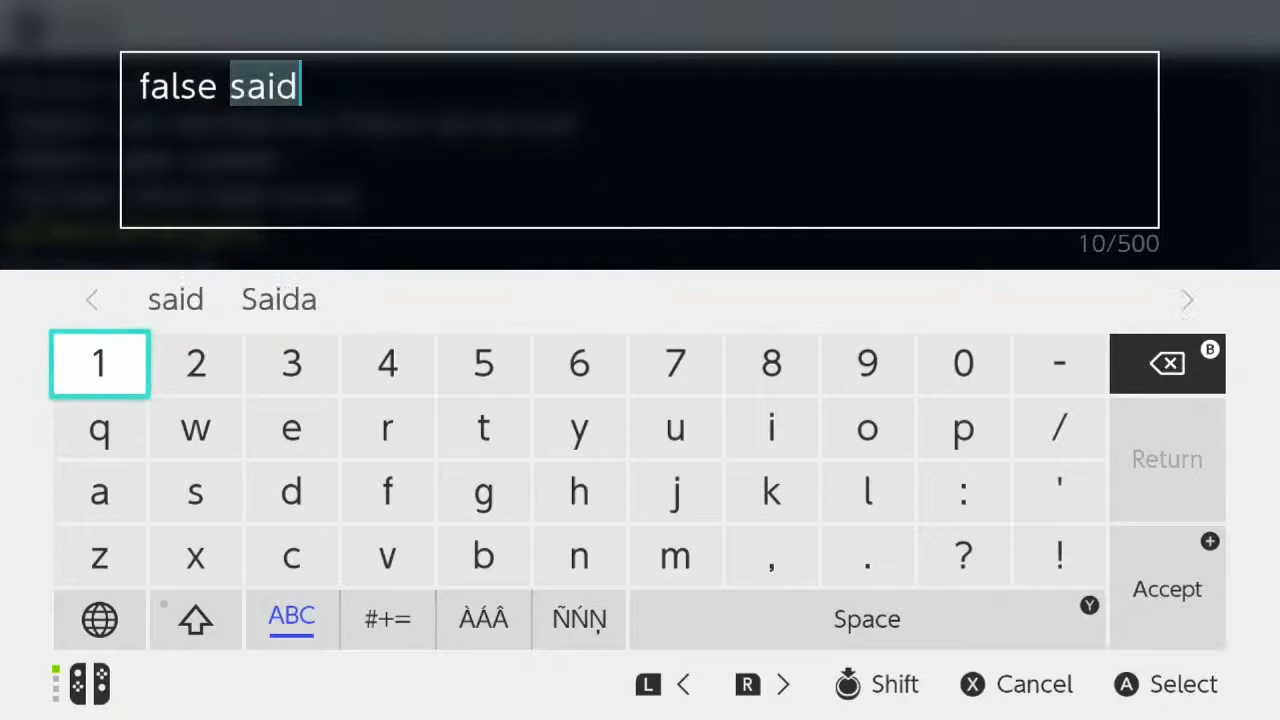 false said
10/500
said Saida
1 2 3 4 5 6 7 8 9 0 - B
q w e r t y u i o p /
Return
a s d f g h j k l : '
z x c v b n m , . ? ! +
Accept
ABC #+= ÀÁÂ ÑŃŅ Space Y
L R Shift X Cancel A Select